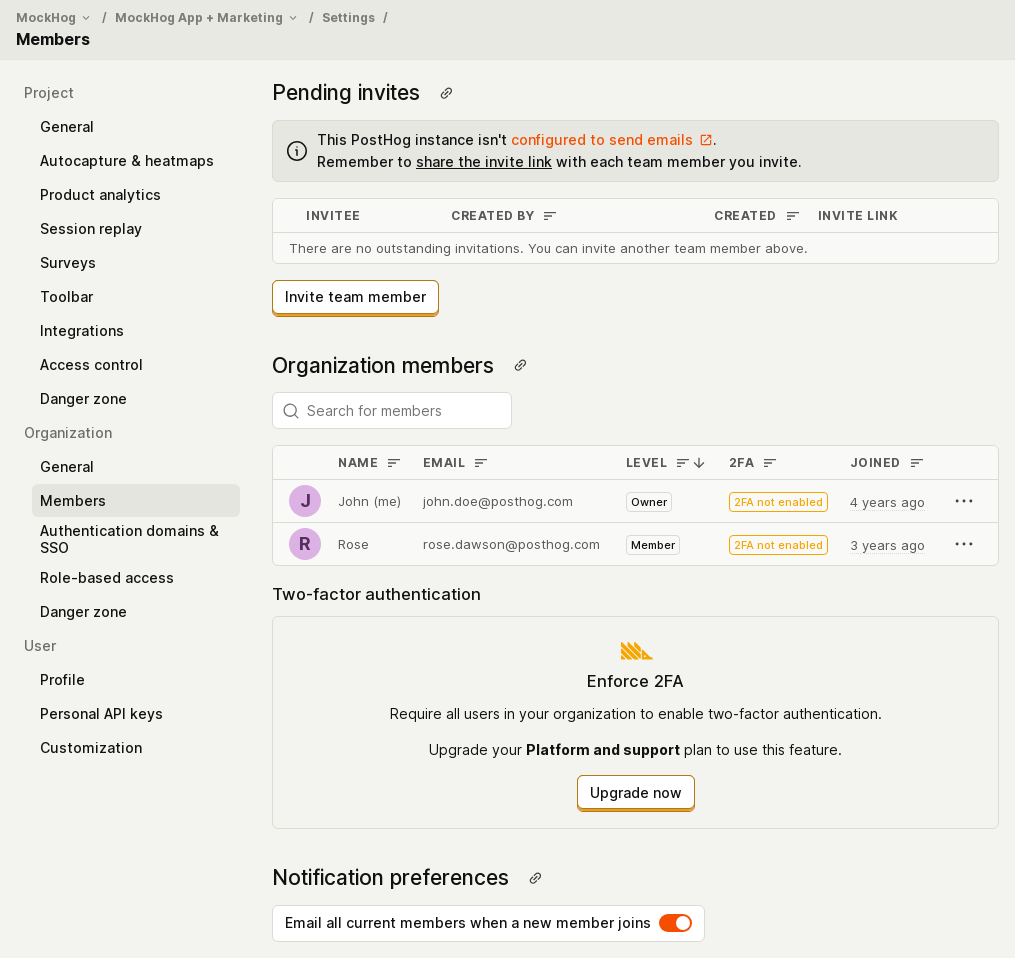 MockHog / MockHog App + Marketing / Settings /
Members
Project
General
Autocapture & heatmaps
Product analytics
Session replay
Surveys
Toolbar
Integrations
Access control
Danger zone
Organization
General
Members
Authentication domains &
SSO
Role-based access
Danger zone
User
Profile
Personal API keys
Customization
Pending invites
This PostHog instance isn't configured to send emails.
Remember to share the invite link with each team member you invite.
INVITEE CREATED BY CREATED INVITE LINK
There are no outstanding invitations. You can invite another team member above.
Invite team member
Organization members
Search for members
NAME EMAIL LEVEL 2FA JOINED
J John (me) john.doe@posthog.com Owner 2FA not enabled 4 years ago
R Rose rose.dawson@posthog.com Member 2FA not enabled 3 years ago
Two-factor authentication
Enforce 2FA
Require all users in your organization to enable two-factor authentication.
Upgrade your Platform and support plan to use this feature.
Upgrade now
Notification preferences
Email all current members when a new member joins